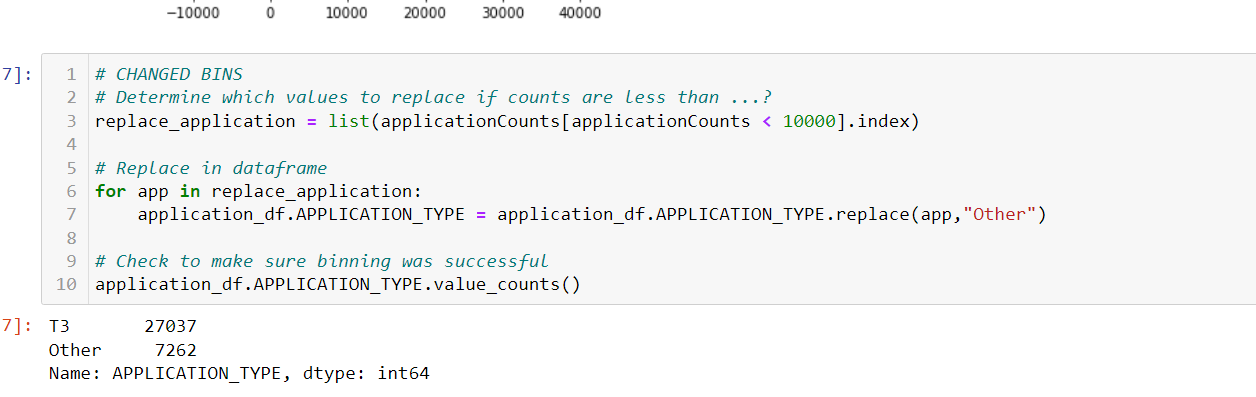 −10000 0 10000 20000 30000 40000
7]:
1 # CHANGED BINS
2 # Determine which values to replace if counts are less than ...?
3 replace_application = list(applicationCounts[applicationCounts < 10000].index)
4
5 # Replace in dataframe
6 for app in replace_application:
7     application_df.APPLICATION_TYPE = application_df.APPLICATION_TYPE.replace(app,"Other")
8
9 # Check to make sure binning was successful
10 application_df.APPLICATION_TYPE.value_counts()
7]: T3       27037
Other     7262
Name: APPLICATION_TYPE, dtype: int64